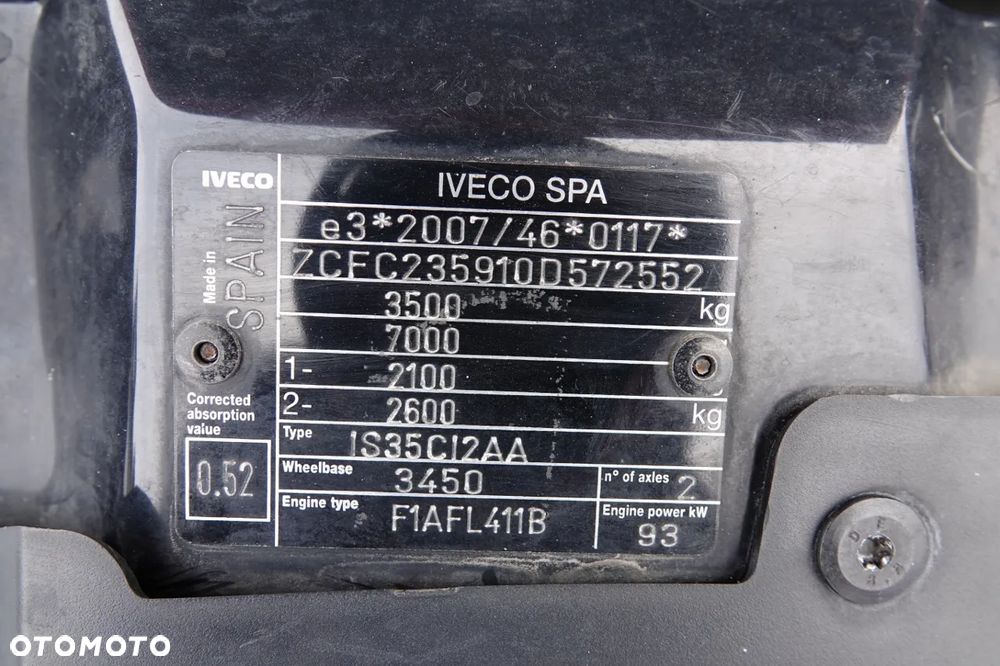 IVECO
IVECO SPA
Made in
SPAIN
e3*2007/46*0117*
ZCFC235910D572552
3500 kg
7000
1- 2100
2- 2600 kg
Corrected
absorption
value
0.52
Type IS35CI2AA
Wheelbase 3450
n° of axles 2
Engine type F1AFL411B
Engine power kW 93
OTOMOTO